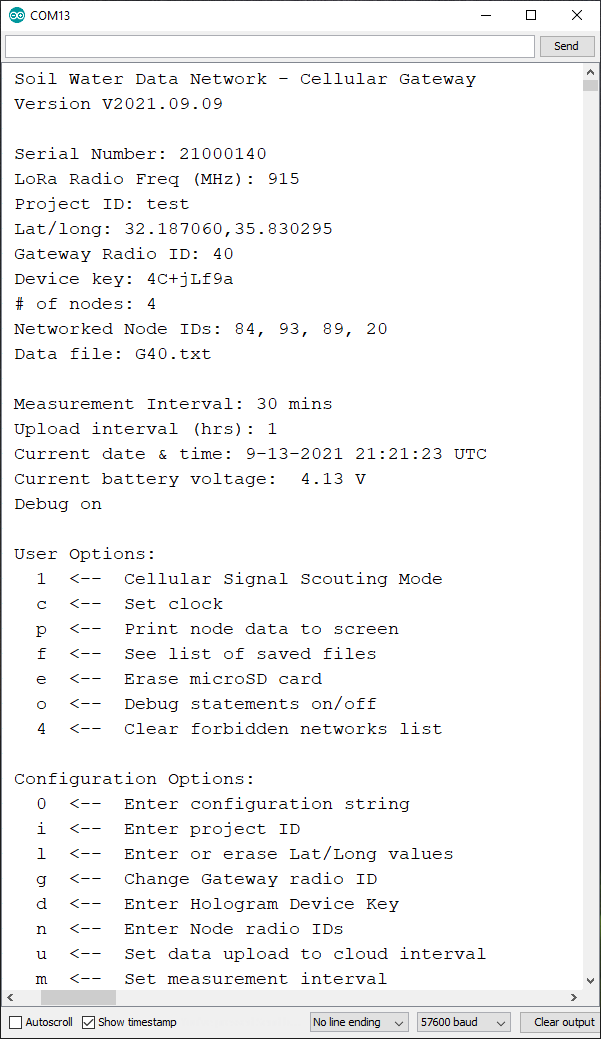 COM13
Send
Soil Water Data Network - Cellular Gateway
Version V2021.09.09
Serial Number: 21000140
LoRa Radio Freq (MHz): 915
Project ID: test
Lat/long: 32.187060,35.830295
Gateway Radio ID: 40
Device key: 4C+jLf9a
# of nodes: 4
Networked Node IDs: 84, 93, 89, 20
Data file: G40.txt
Measurement Interval: 30 mins
Upload interval (hrs): 1
Current date & time: 9-13-2021 21:21:23 UTC
Current battery voltage:  4.13 V
Debug on
User Options:
1  <--  Cellular Signal Scouting Mode
c  <--  Set clock
p  <--  Print node data to screen
f  <--  See list of saved files
e  <--  Erase microSD card
o  <--  Debug statements on/off
4  <--  Clear forbidden networks list
Configuration Options:
0  <--  Enter configuration string
i  <--  Enter project ID
l  <--  Enter or erase Lat/Long values
g  <--  Change Gateway radio ID
d  <--  Enter Hologram Device Key
n  <--  Enter Node radio IDs
u  <--  Set data upload to cloud interval
m  <--  Set measurement interval
Autoscroll Show timestamp No line ending 57600 baud Clear output